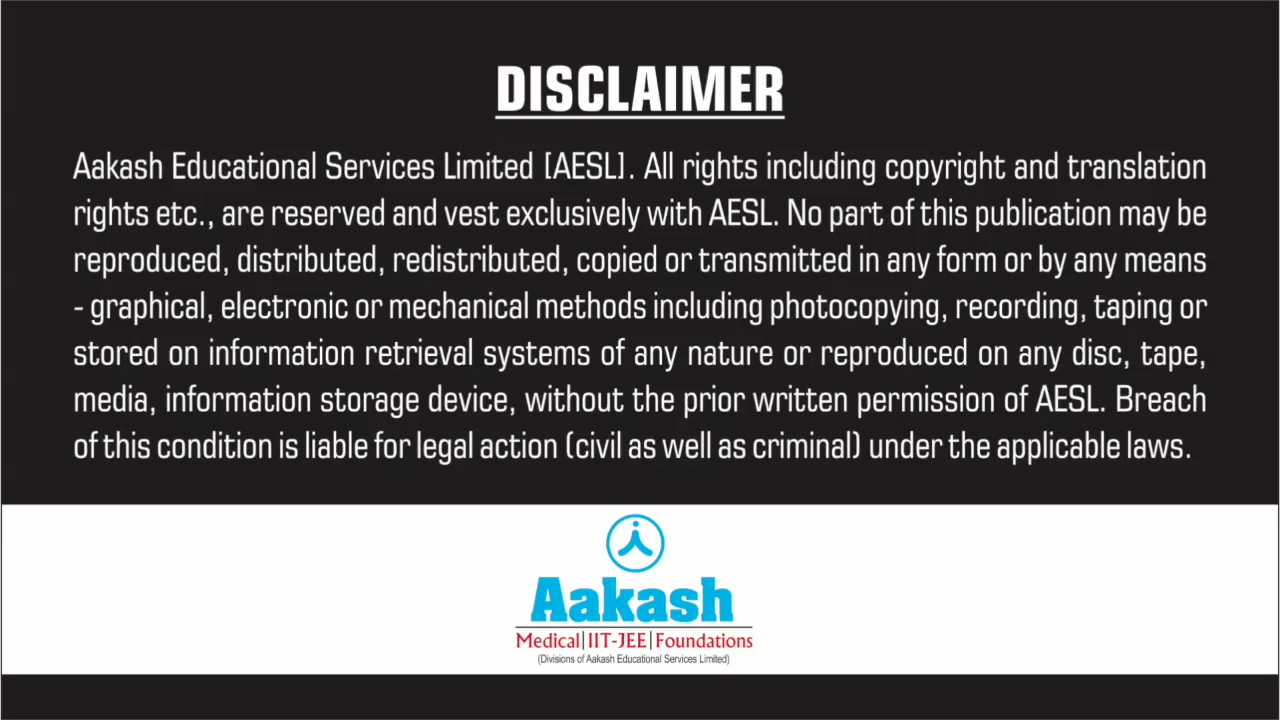 DISCLAIMER
Aakash Educational Services Limited [AESL]. All rights including copyright and translation
rights etc., are reserved and vest exclusively with AESL. No part of this publication may be
reproduced, distributed, redistributed, copied or transmitted in any form or by any means
- graphical, electronic or mechanical methods including photocopying, recording, taping or
stored on information retrieval systems of any nature or reproduced on any disc, tape,
media, information storage device, without the prior written permission of AESL. Breach
of this condition is liable for legal action (civil as well as criminal) under the applicable laws.
Aakash
Medical|IIT-JEE|Foundations
(Divisions of Aakash Educational Services Limited)